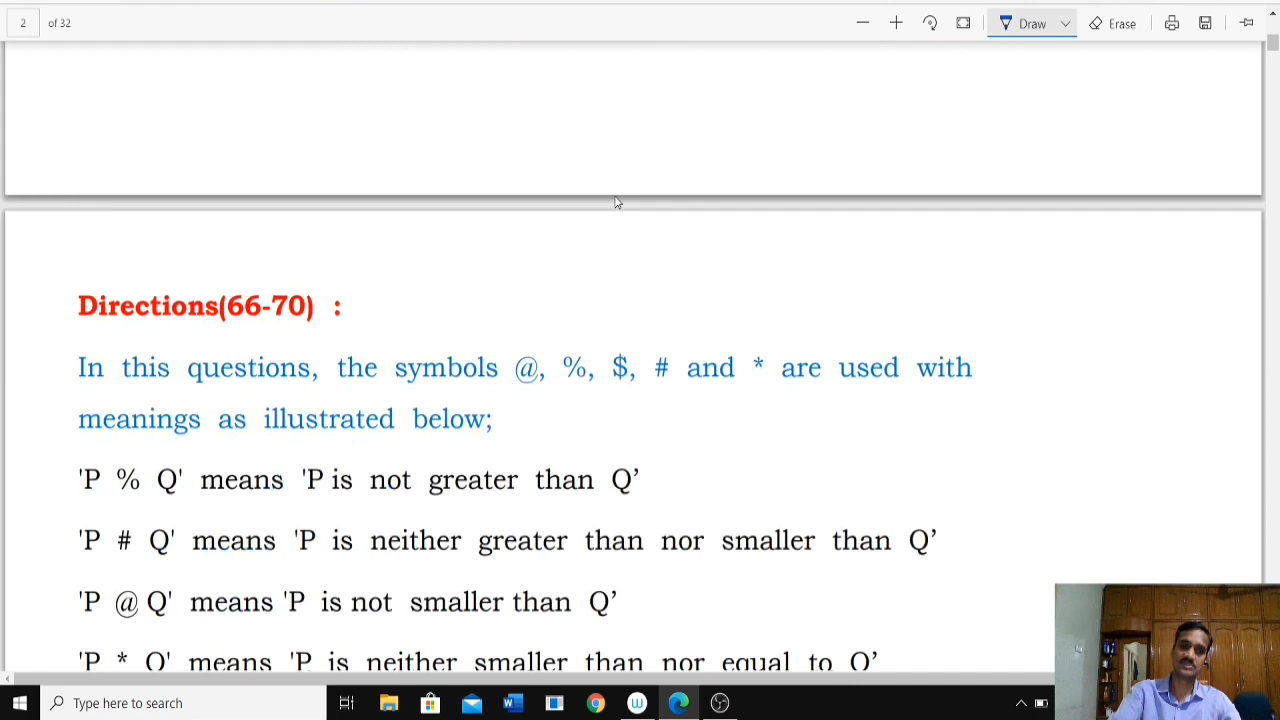 2 of 32
Draw
Erase
Directions(66-70) :
In this questions, the symbols @, %, $, # and * are used with
meanings as illustrated below;
'P % Q' means 'P is not greater than Q’
'P # Q' means 'P is neither greater than nor smaller than Q’
'P @ Q' means 'P is not smaller than Q’
'P * Q' means 'P is neither smaller than nor equal to Q’
Type here to search